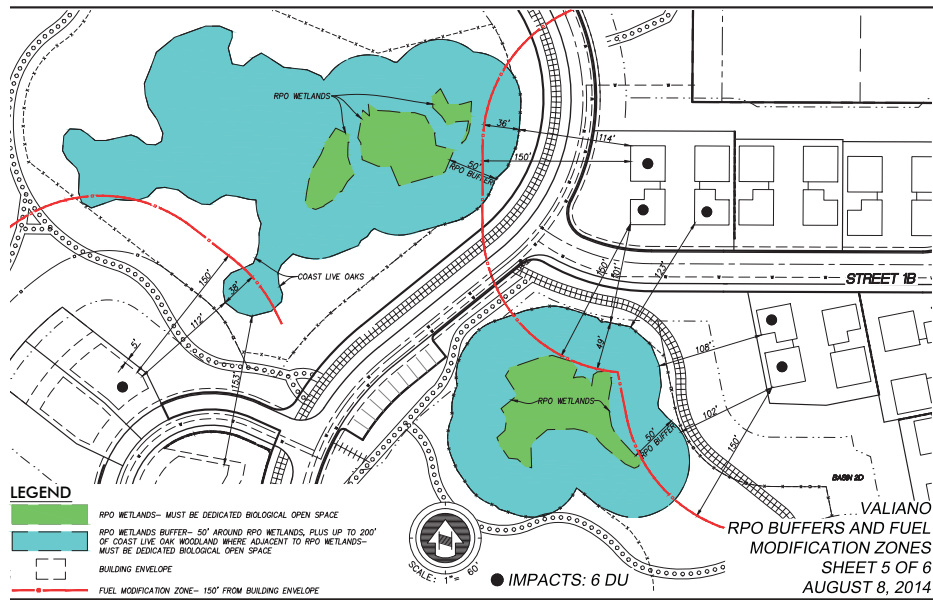 RPO WETLANDS
36'
114'
150'
50'
RPO BUFFER
COAST LIVE OAKS
150'
38'
112'
5'
153'
150'
101'
123'
STREET 1B
49'
108'
RPO WETLANDS
102'
50'
RPO BUFFER
150'
BASIN 2D
LEGEND
RPO WETLANDS- MUST BE DEDICATED BIOLOGICAL OPEN SPACE
RPO WETLANDS BUFFER- 50' AROUND RPO WETLANDS, PLUS UP TO 200'
OF COAST LIVE OAK WOODLAND WHERE ADJACENT TO RPO WETLANDS-
MUST BE DEDICATED BIOLOGICAL OPEN SPACE
BUILDING ENVELOPE
FUEL MODIFICATION ZONE- 150' FROM BUILDING ENVELOPE
SCALE: 1"= 60'
IMPACTS: 6 DU
VALIANO
RPO BUFFERS AND FUEL
MODIFICATION ZONES
SHEET 5 OF 6
AUGUST 8, 2014